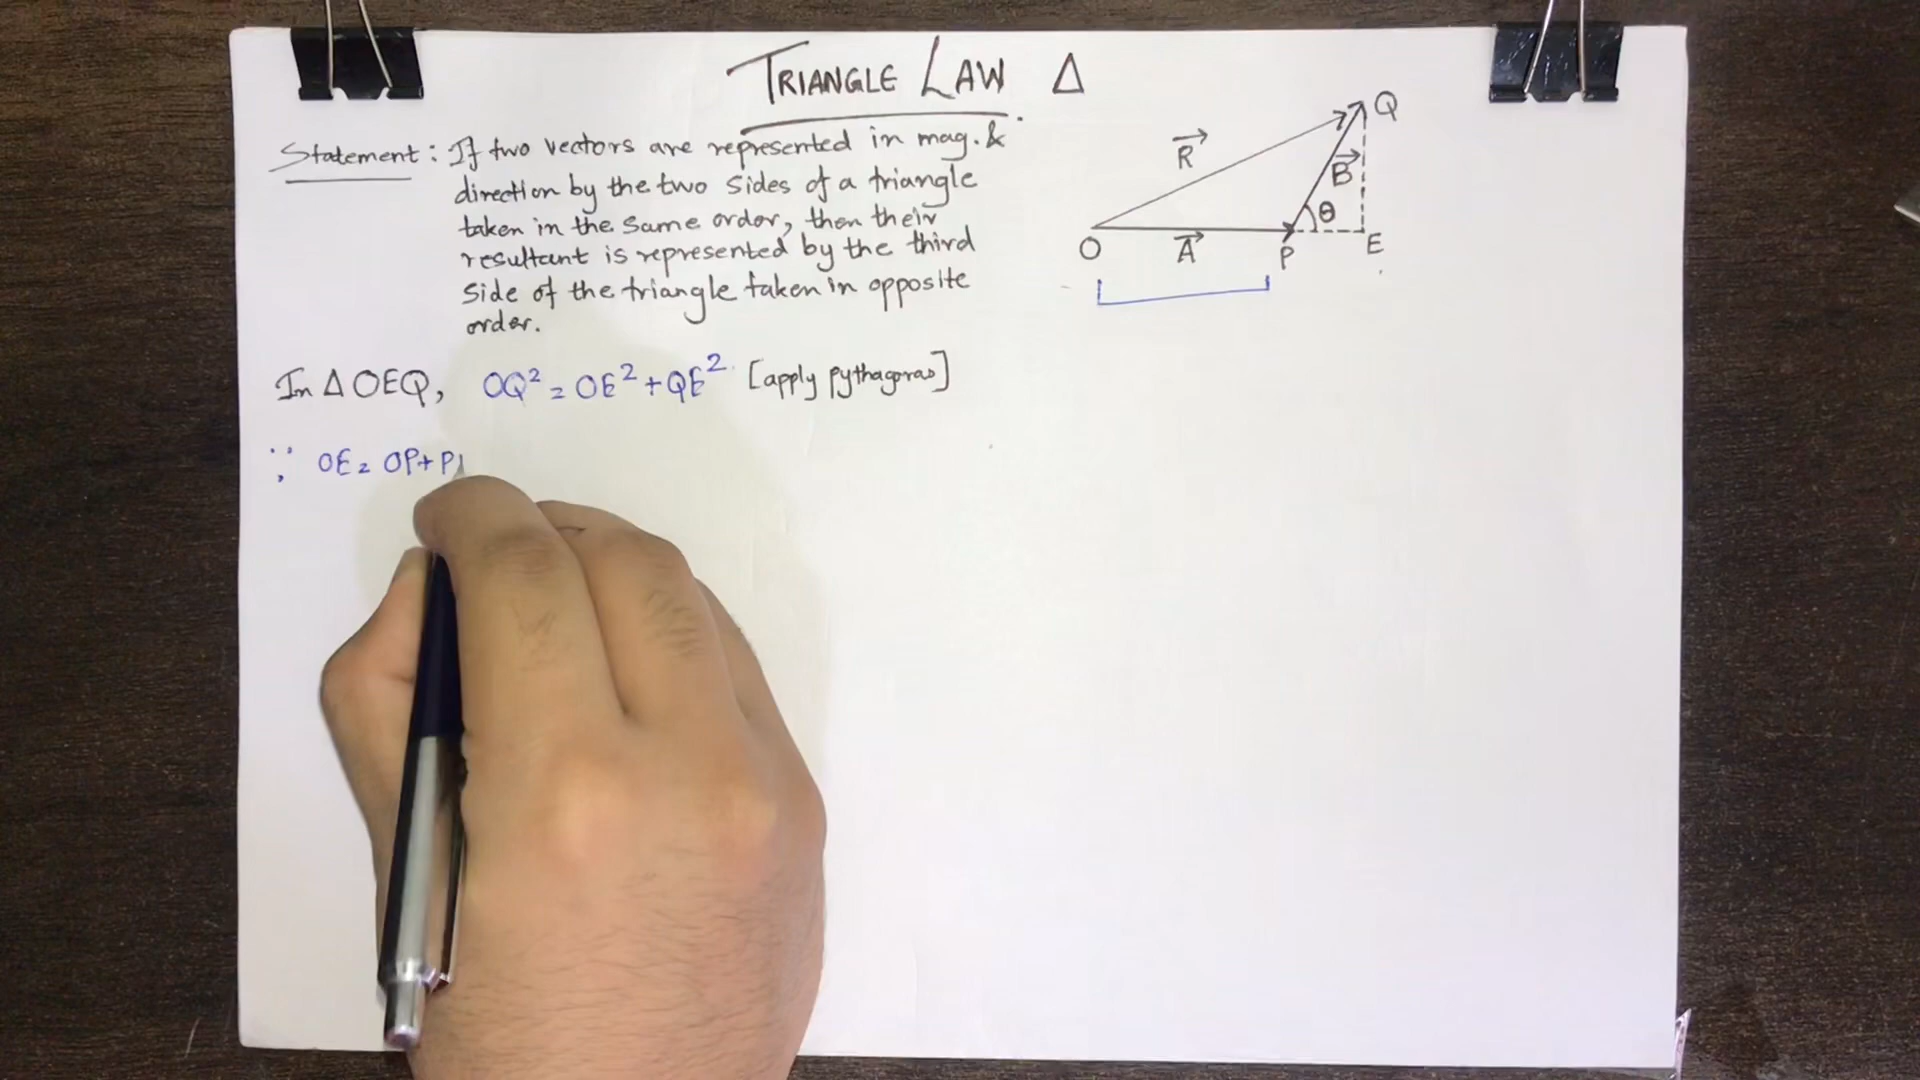 TRIANGLE LAW Δ
Statement: If two vectors are represented in mag. &
direction by the two sides of a triangle
taken in the same order, then their
resultant is represented by the third
side of the triangle taken in opposite
order.
Q
R
B
θ
O
A
P
E
In Δ OEQ, OQ² = OE² + QE² [apply pythagoras]
∵ OE = OP + P